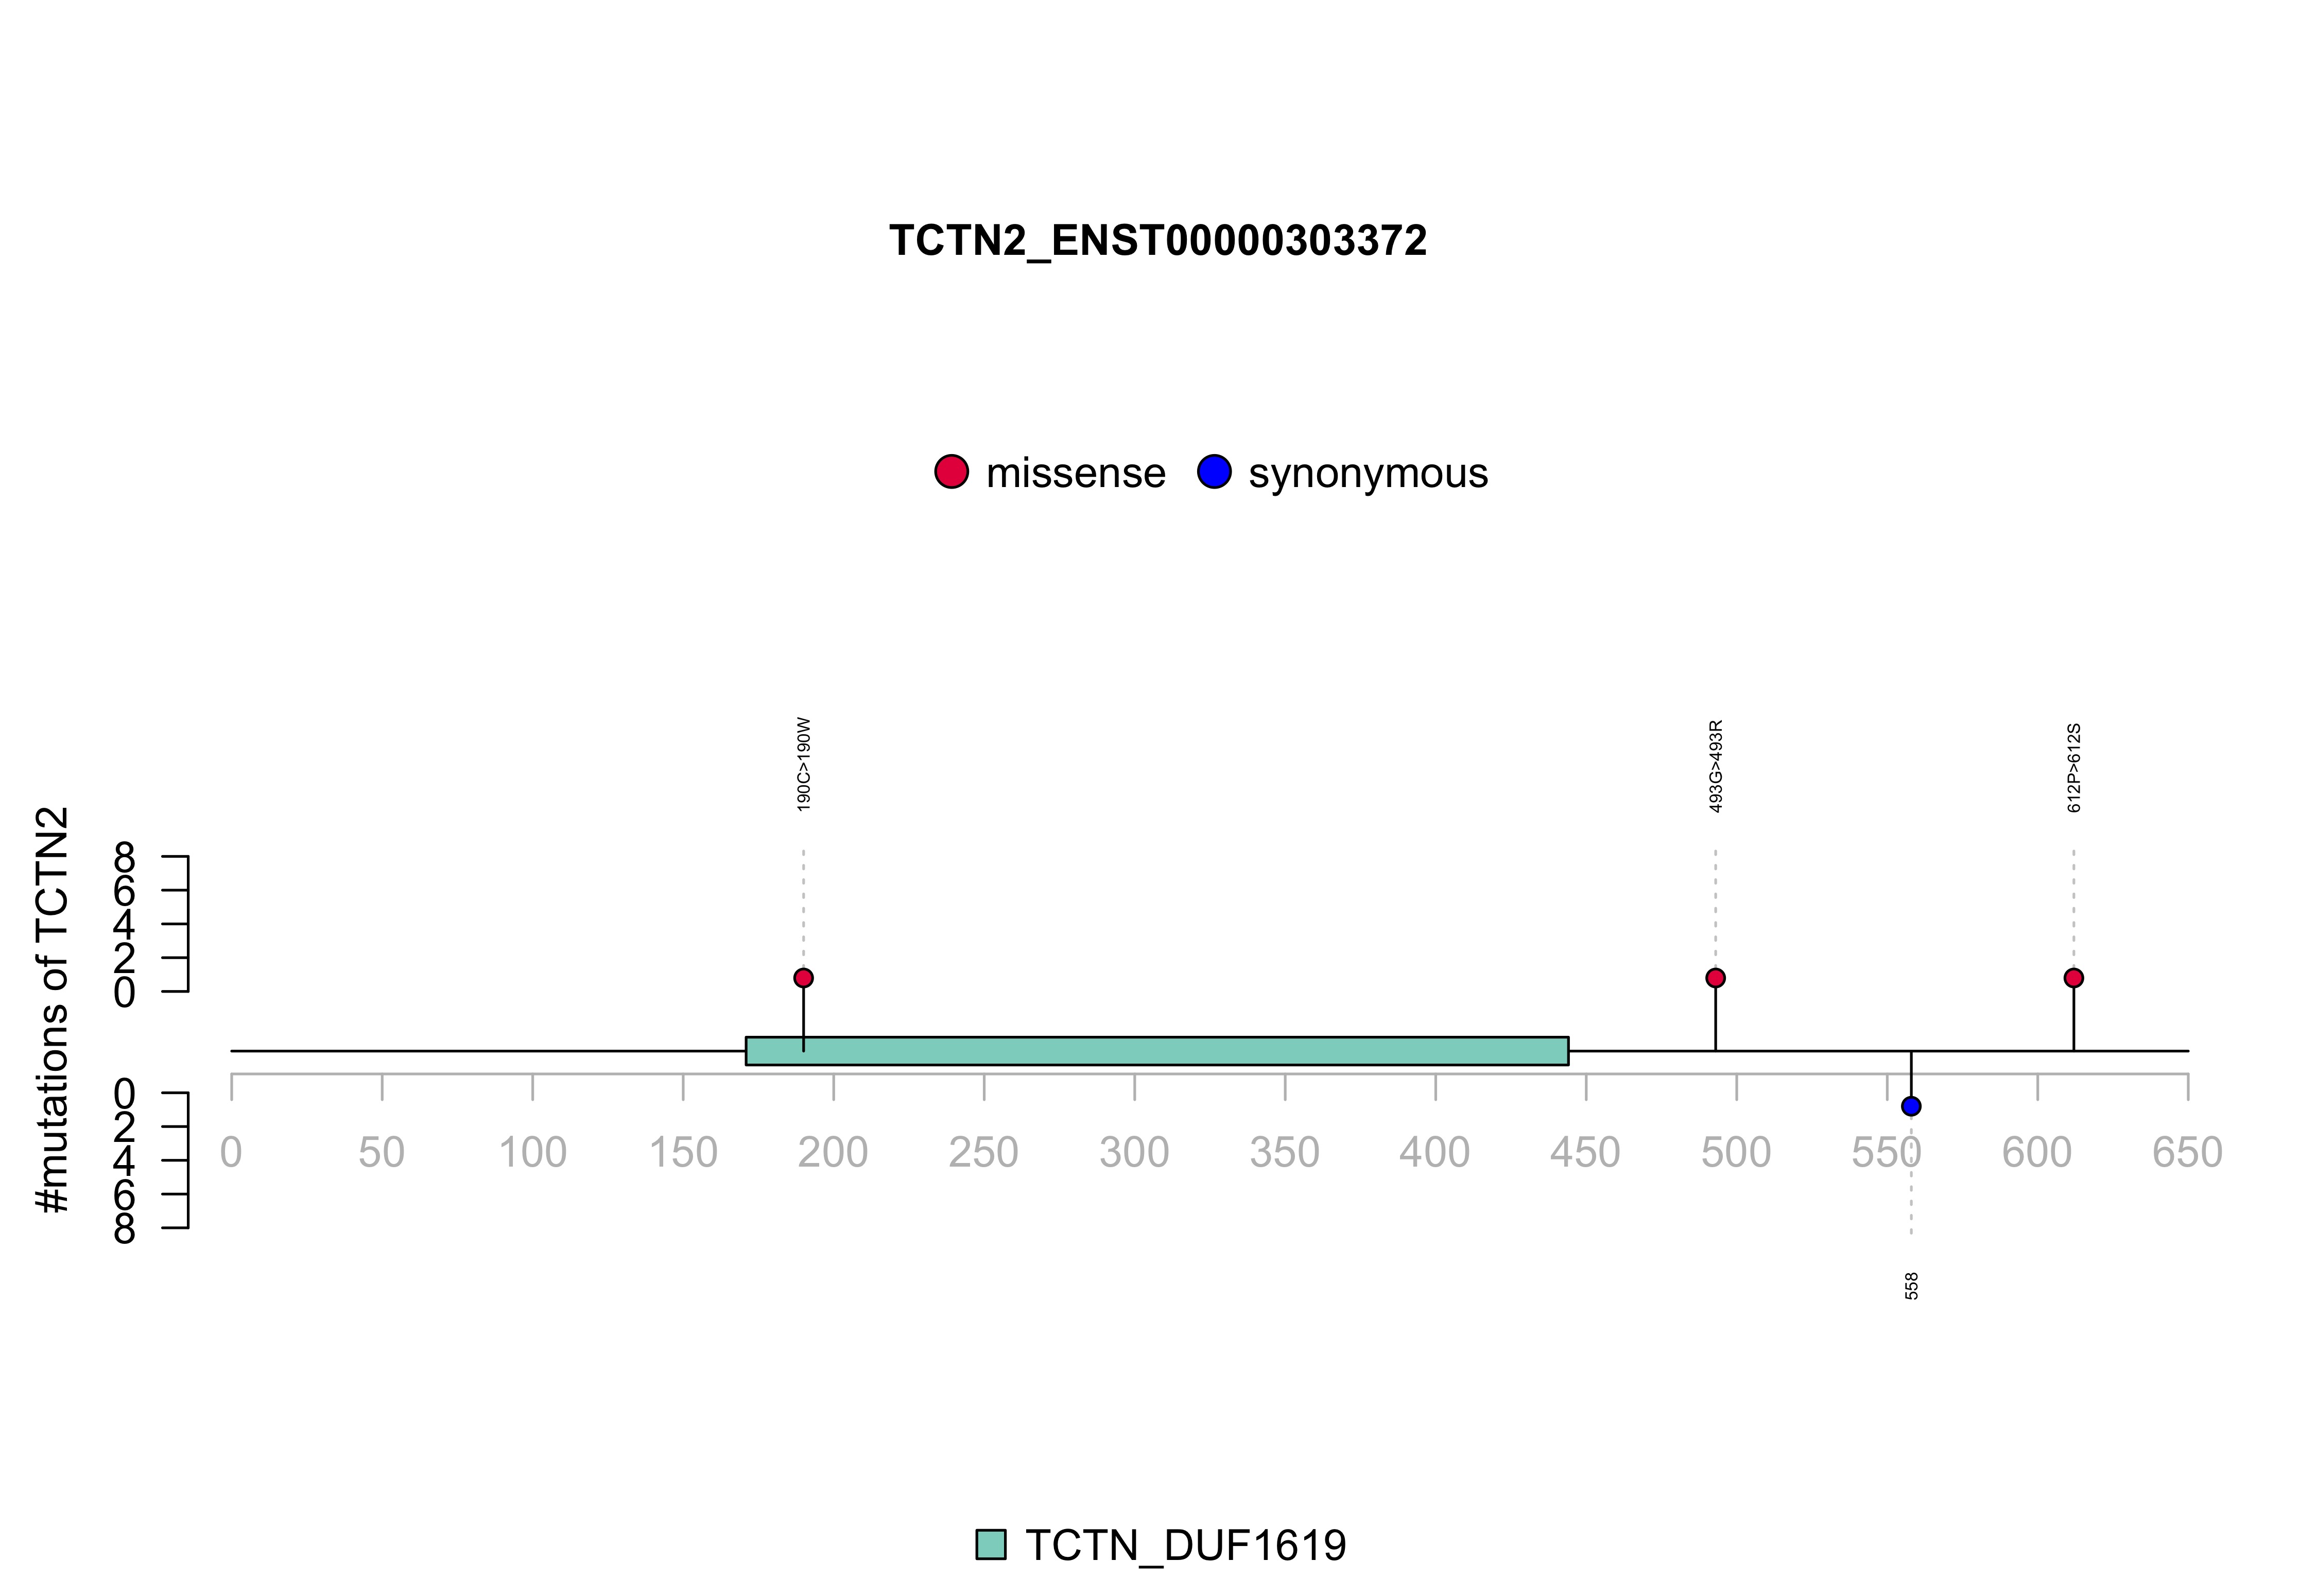 TCTN2_ENST00000303372
missense synonymous
190C>190W 493G>493R 612P>612S
#mutations of TCTN2
8
6
4
2
0
0
2
4
6
8
0 50 100 150 200 250 300 350 400 450 500 550 600 650
558
TCTN_DUF1619